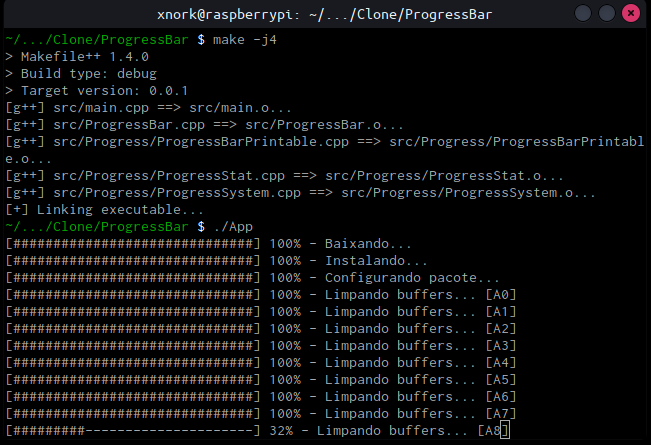 xnork@raspberrypi: ~/.../Clone/ProgressBar
~/.../Clone/ProgressBar $ make -j4
> Makefile++ 1.4.0
> Build type: debug
> Target version: 0.0.1
[g++] src/main.cpp ==> src/main.o...
[g++] src/ProgressBar.cpp ==> src/ProgressBar.o...
[g++] src/Progress/ProgressBarPrintable.cpp ==> src/Progress/ProgressBarPrintabl
e.o...
[g++] src/Progress/ProgressStat.cpp ==> src/Progress/ProgressStat.o...
[g++] src/Progress/ProgressSystem.cpp ==> src/Progress/ProgressSystem.o...
[+] Linking executable...
~/.../Clone/ProgressBar $ ./App
[##############################] 100% - Baixando...
[##############################] 100% - Instalando...
[##############################] 100% - Configurando pacote...
[##############################] 100% - Limpando buffers... [A0]
[##############################] 100% - Limpando buffers... [A1]
[##############################] 100% - Limpando buffers... [A2]
[##############################] 100% - Limpando buffers... [A3]
[##############################] 100% - Limpando buffers... [A4]
[##############################] 100% - Limpando buffers... [A5]
[##############################] 100% - Limpando buffers... [A6]
[##############################] 100% - Limpando buffers... [A7]
[#########---------------------] 32% - Limpando buffers... [A8]